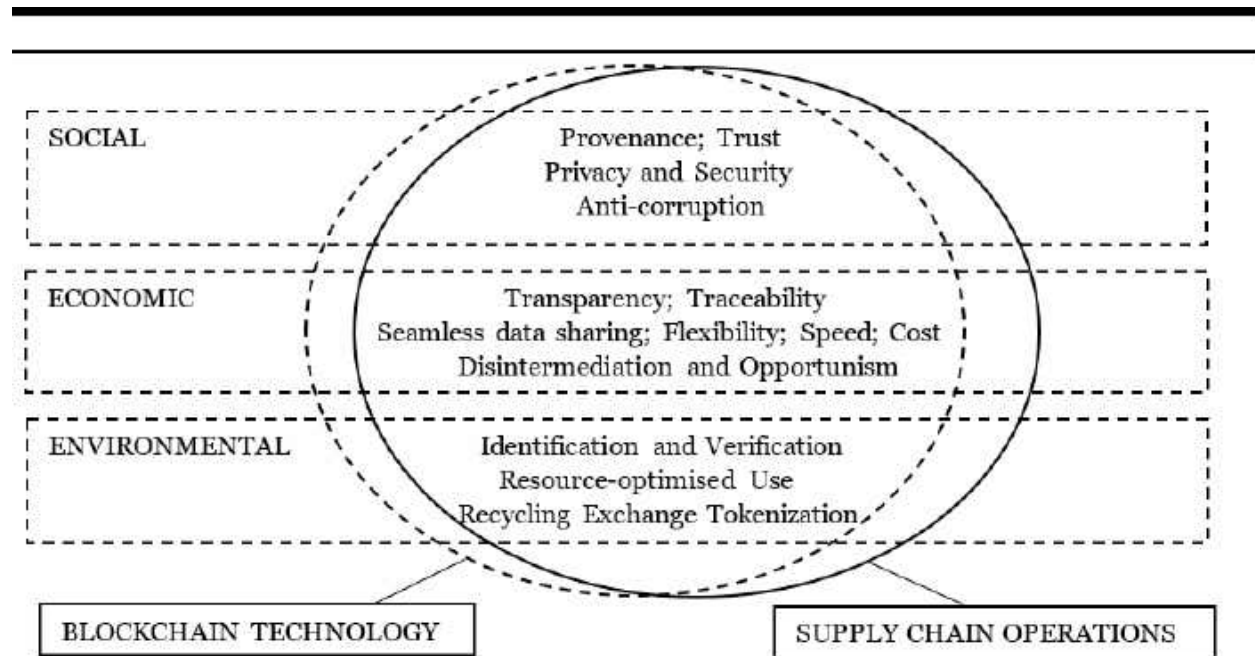 SOCIAL
Provenance; Trust
Privacy and Security
Anti-corruption
ECONOMIC
Transparency; Traceability
Seamless data sharing; Flexibility; Speed; Cost
Disintermediation and Opportunism
ENVIRONMENTAL
Identification and Verification
Resource-optimised Use
Recycling Exchange Tokenization
BLOCKCHAIN TECHNOLOGY
SUPPLY CHAIN OPERATIONS